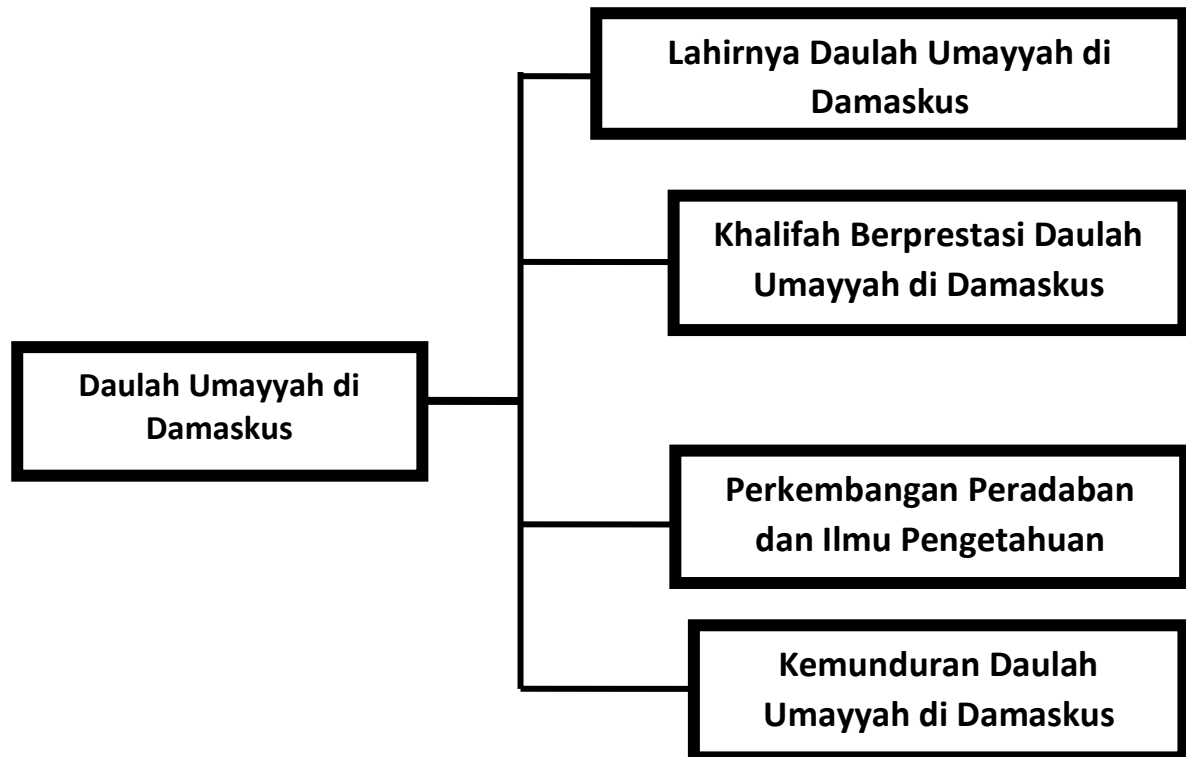 Lahirnya Daulah Umayyah di
Damaskus
Khalifah Berprestasi Daulah
Umayyah di Damaskus
Daulah Umayyah di
Damaskus
Perkembangan Peradaban
dan Ilmu Pengetahuan
Kemunduran Daulah
Umayyah di Damaskus